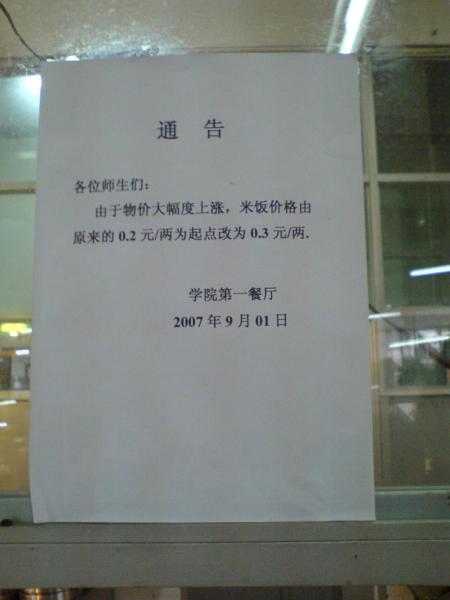 通 告
各位师生们：
由于物价大幅度上涨，米饭价格由
原来的 0.2 元/两为起点改为 0.3 元/两.
学院第一餐厅
2007 年 9 月 01 日